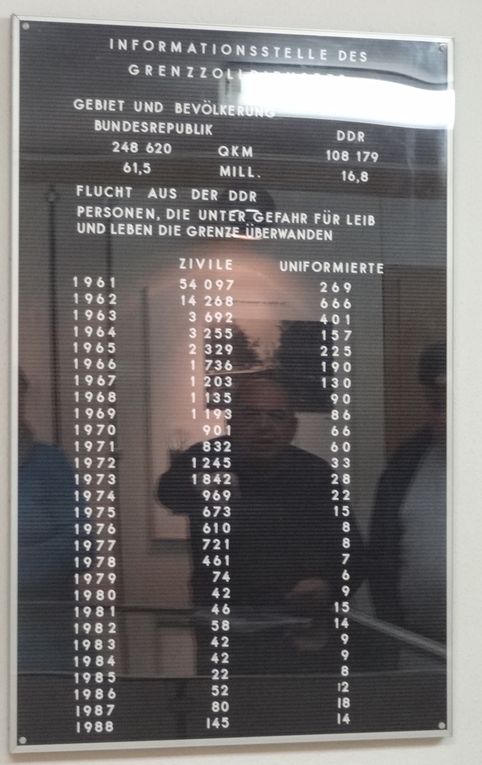 INFORMATIONSSTELLE DES
GEBIET UND BEVÖLKERUNG
BUNDESREPUBLIK DDR
248 620 QKM 108 179
61,5 MILL. 16,8
FLUCHT AUS DER DDR
PERSONEN, DIE UNTER GEFAHR FÜR LEIB
UND LEBEN DIE GRENZE ÜBERWANDEN
ZIVILE UNIFORMIERTE
1961 54 097 269
1962 14 268 666
1963 3 692 401
1964 3 255 157
1965 2 329 225
1966 1 736 190
1967 1 203 130
1968 1 135 90
1969 1 193 86
1970 901 66
1971 832 60
1972 1245 33
1973 1842 28
1974 969 22
1975 673 15
1976 610 8
1977 721 8
1978 461 7
1979 74 6
1980 42 9
1981 46 15
1982 58 14
1983 42 9
1984 42 9
1985 22 8
1986 52 12
1987 80 18
1988 145 14